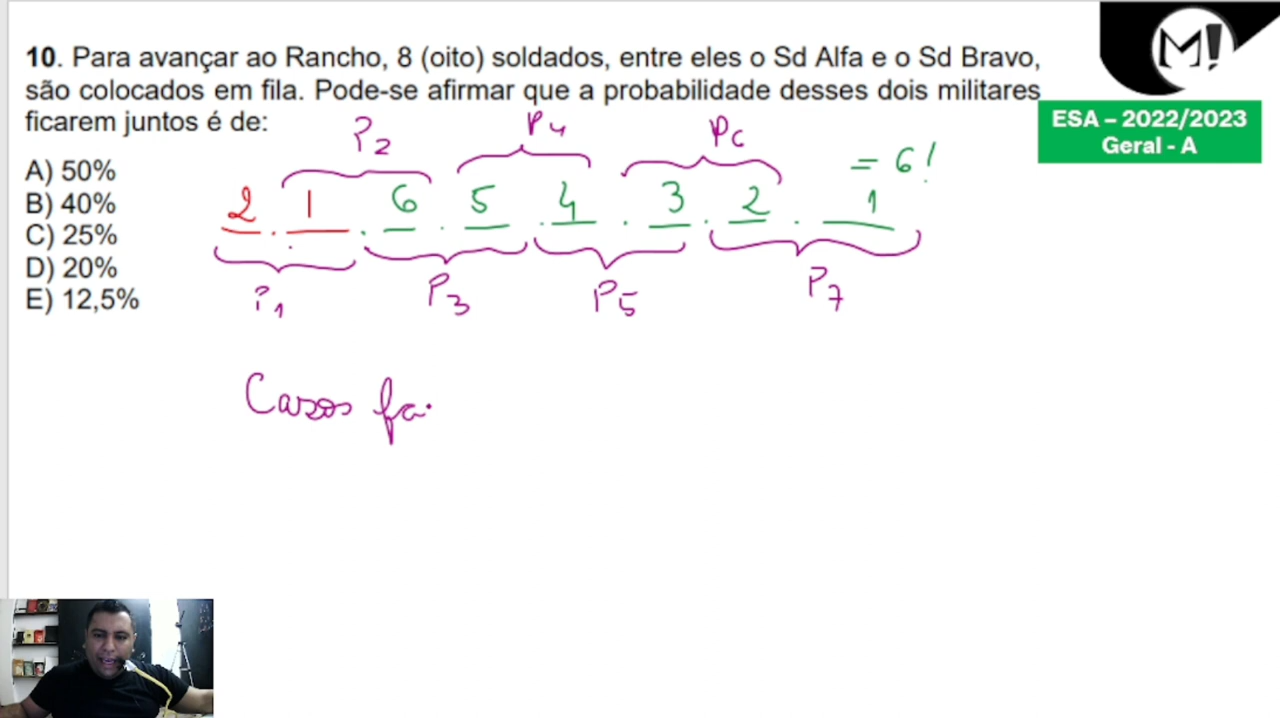 10. Para avançar ao Rancho, 8 (oito) soldados, entre eles o Sd Alfa e o Sd Bravo,
são colocados em fila. Pode-se afirmar que a probabilidade desses dois militares
ficarem juntos é de:
M!
ESA – 2022/2023
Geral - A
A) 50%
B) 40%
C) 25%
D) 20%
E) 12,5%
P2 P4 P6
= 6!
2 . 1 . 6 . 5 . 4 . 3 . 2 . 1
P1 P3 P5 P7
Casos fa